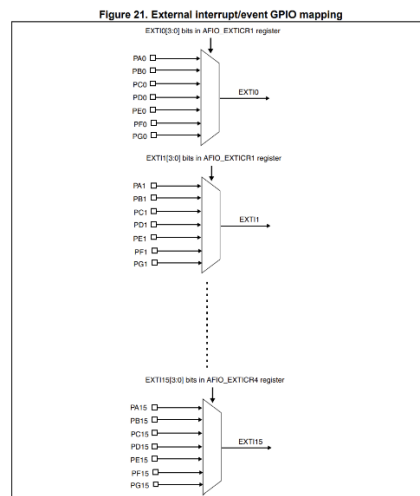 Figure 21. External interrupt/event GPIO mapping
EXTI0[3:0] bits in AFIO_EXTICR1 register
PA0
PB0
PC0
PD0
PE0
PF0
PG0
EXTI0
EXTI1[3:0] bits in AFIO_EXTICR1 register
PA1
PB1
PC1
PD1
PE1
PF1
PG1
EXTI1
EXTI15[3:0] bits in AFIO_EXTICR4 register
PA15
PB15
PC15
PD15
PE15
PF15
PG15
EXTI15